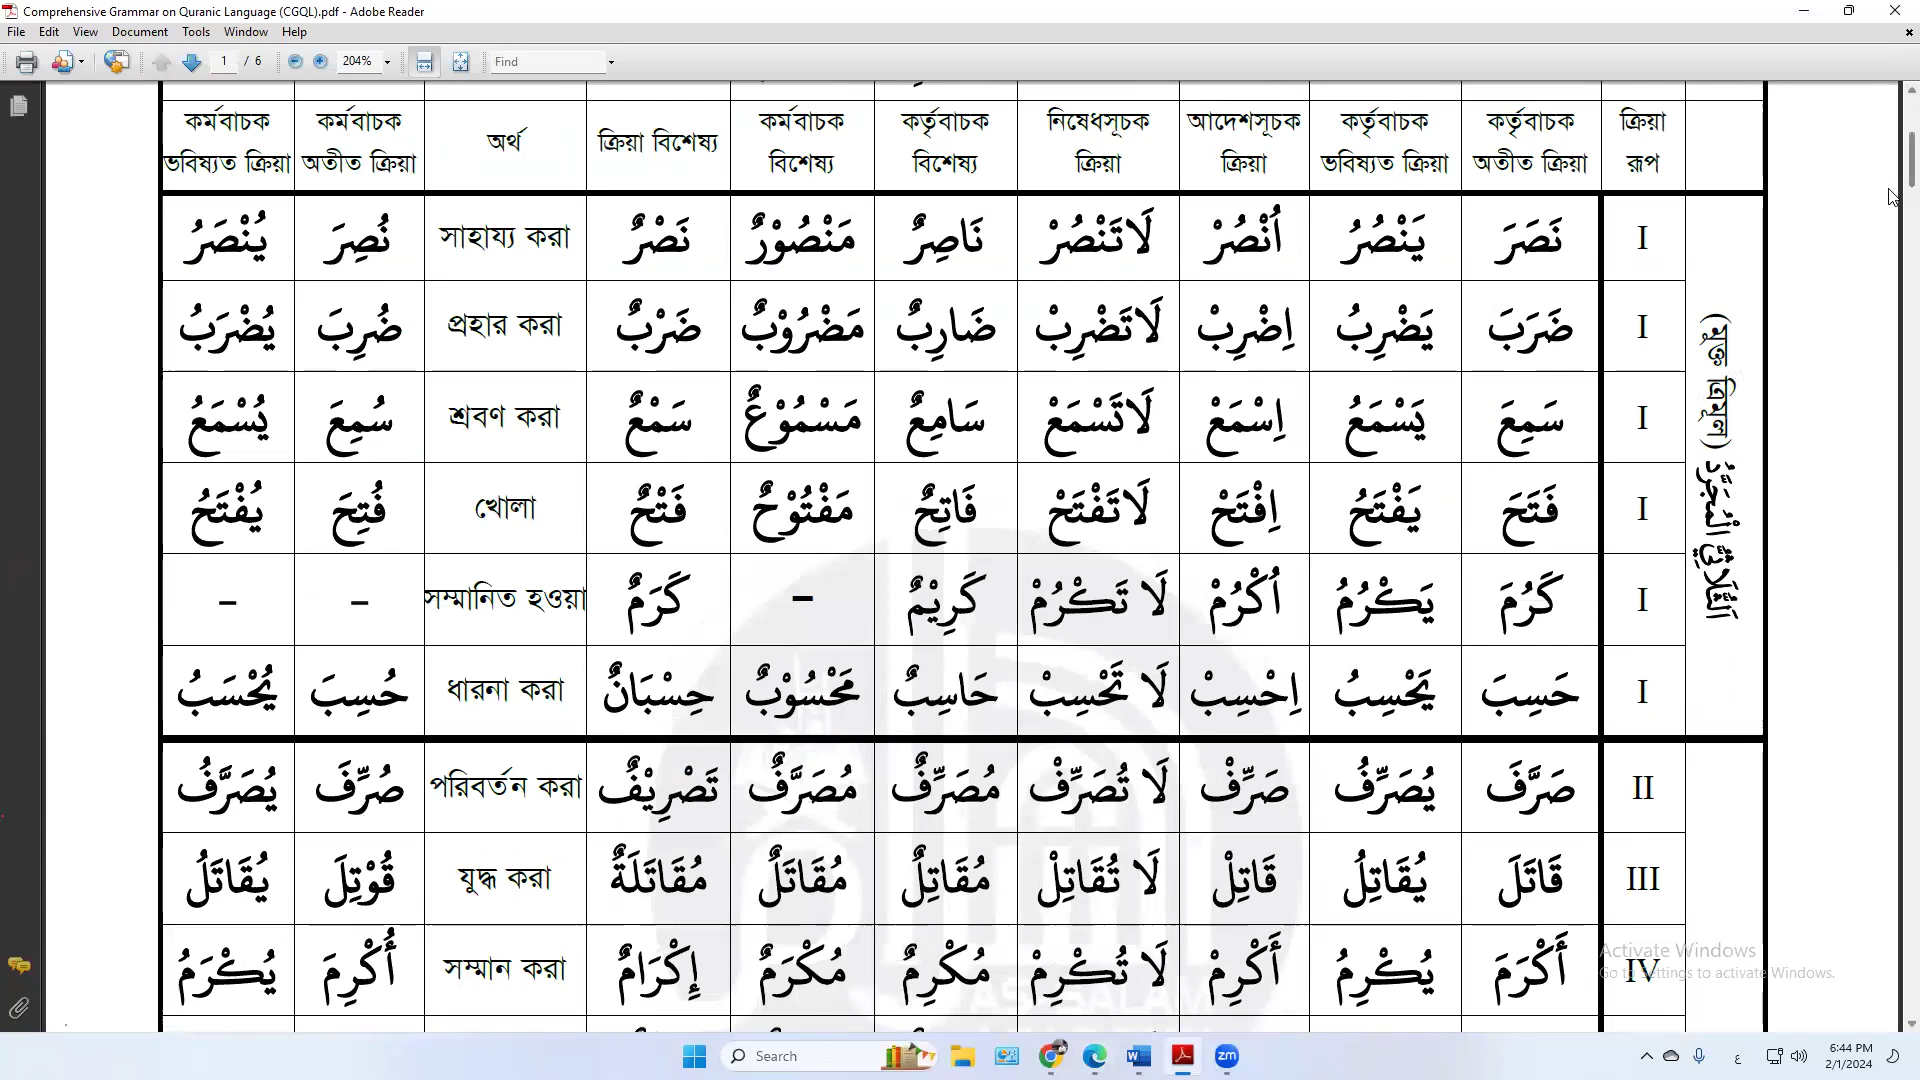 Comprehensive Grammar on Quranic Language (CGQL).pdf - Adobe Reader
File Edit View Document Tools Window Help
1 / 6 204% Find
কর্মবাচক ভবিষ্যত ক্রিয়া
কর্মবাচক অতীত ক্রিয়া
অর্থ
ক্রিয়া বিশেষ্য
কর্মবাচক বিশেষ্য
কর্তৃবাচক বিশেষ্য
নিষেধসূচক ক্রিয়া
আদেশসূচক ক্রিয়া
কর্তৃবাচক ভবিষ্যত ক্রিয়া
কর্তৃবাচক অতীত ক্রিয়া
ক্রিয়া রূপ
يُنْصَرُ نُصِرَ সাহায্য করা نَصْرٌ مَنْصُوْرٌ نَاصِرٌ لَاتَنْصُرْ اُنْصُرْ يَنْصُرُ نَصَرَ I
يُضْرَبُ ضُرِبَ প্রহার করা ضَرْبٌ مَضْرُوْبٌ ضَارِبٌ لَاتَضْرِبْ اِضْرِبْ يَضْرِبُ ضَرَبَ I
يُسْمَعُ سُمِعَ শ্রবণ করা سَمْعٌ مَسْمُوْعٌ سَامِعٌ لَاتَسْمَعْ اِسْمَعْ يَسْمَعُ سَمِعَ I
يُفْتَحُ فُتِحَ খোলা فَتْحٌ مَفْتُوْحٌ فَاتِحٌ لَاتَفْتَحْ اِفْتَحْ يَفْتَحُ فَتَحَ I
– – সম্মানিত হওয়া كَرَمٌ – كَرِيْمٌ لَا تَكْرُمْ اُكْرُمْ يَكْرُمُ كَرُمَ I
يُحْسَبُ حُسِبَ ধারনা করা حِسْبَانٌ مَحْسُوْبٌ حَاسِبٌ لَا تَحْسِبْ اِحْسِبْ يَحْسِبُ حَسِبَ I
يُصَرَّفُ صُرِّفَ পরিবর্তন করা تَصْرِيْفٌ مُصَرَّفٌ مُصَرِّفٌ لَا تُصَرِّفْ صَرِّفْ يُصَرِّفُ صَرَّفَ II
يُقَاتَلُ قُوْتِلَ যুদ্ধ করা مُقَاتَلَةٌ مُقَاتَلٌ مُقَاتِلٌ لَا تُقَاتِلْ قَاتِلْ يُقَاتِلُ قَاتَلَ III
يُكْرَمُ أُكْرِمَ সম্মান করা إِكْرَامٌ مُكْرَمٌ مُكْرِمٌ لَا تُكْرِمْ أَكْرِمْ يُكْرِمُ أَكْرَمَ IV
اَلثُّلَاثِيُّ الْمُجَرَّدُ (মুক্ত ত্রিমূল)
Activate Windows
Go to Settings to activate Windows.
Search
6:44 PM
2/1/2024